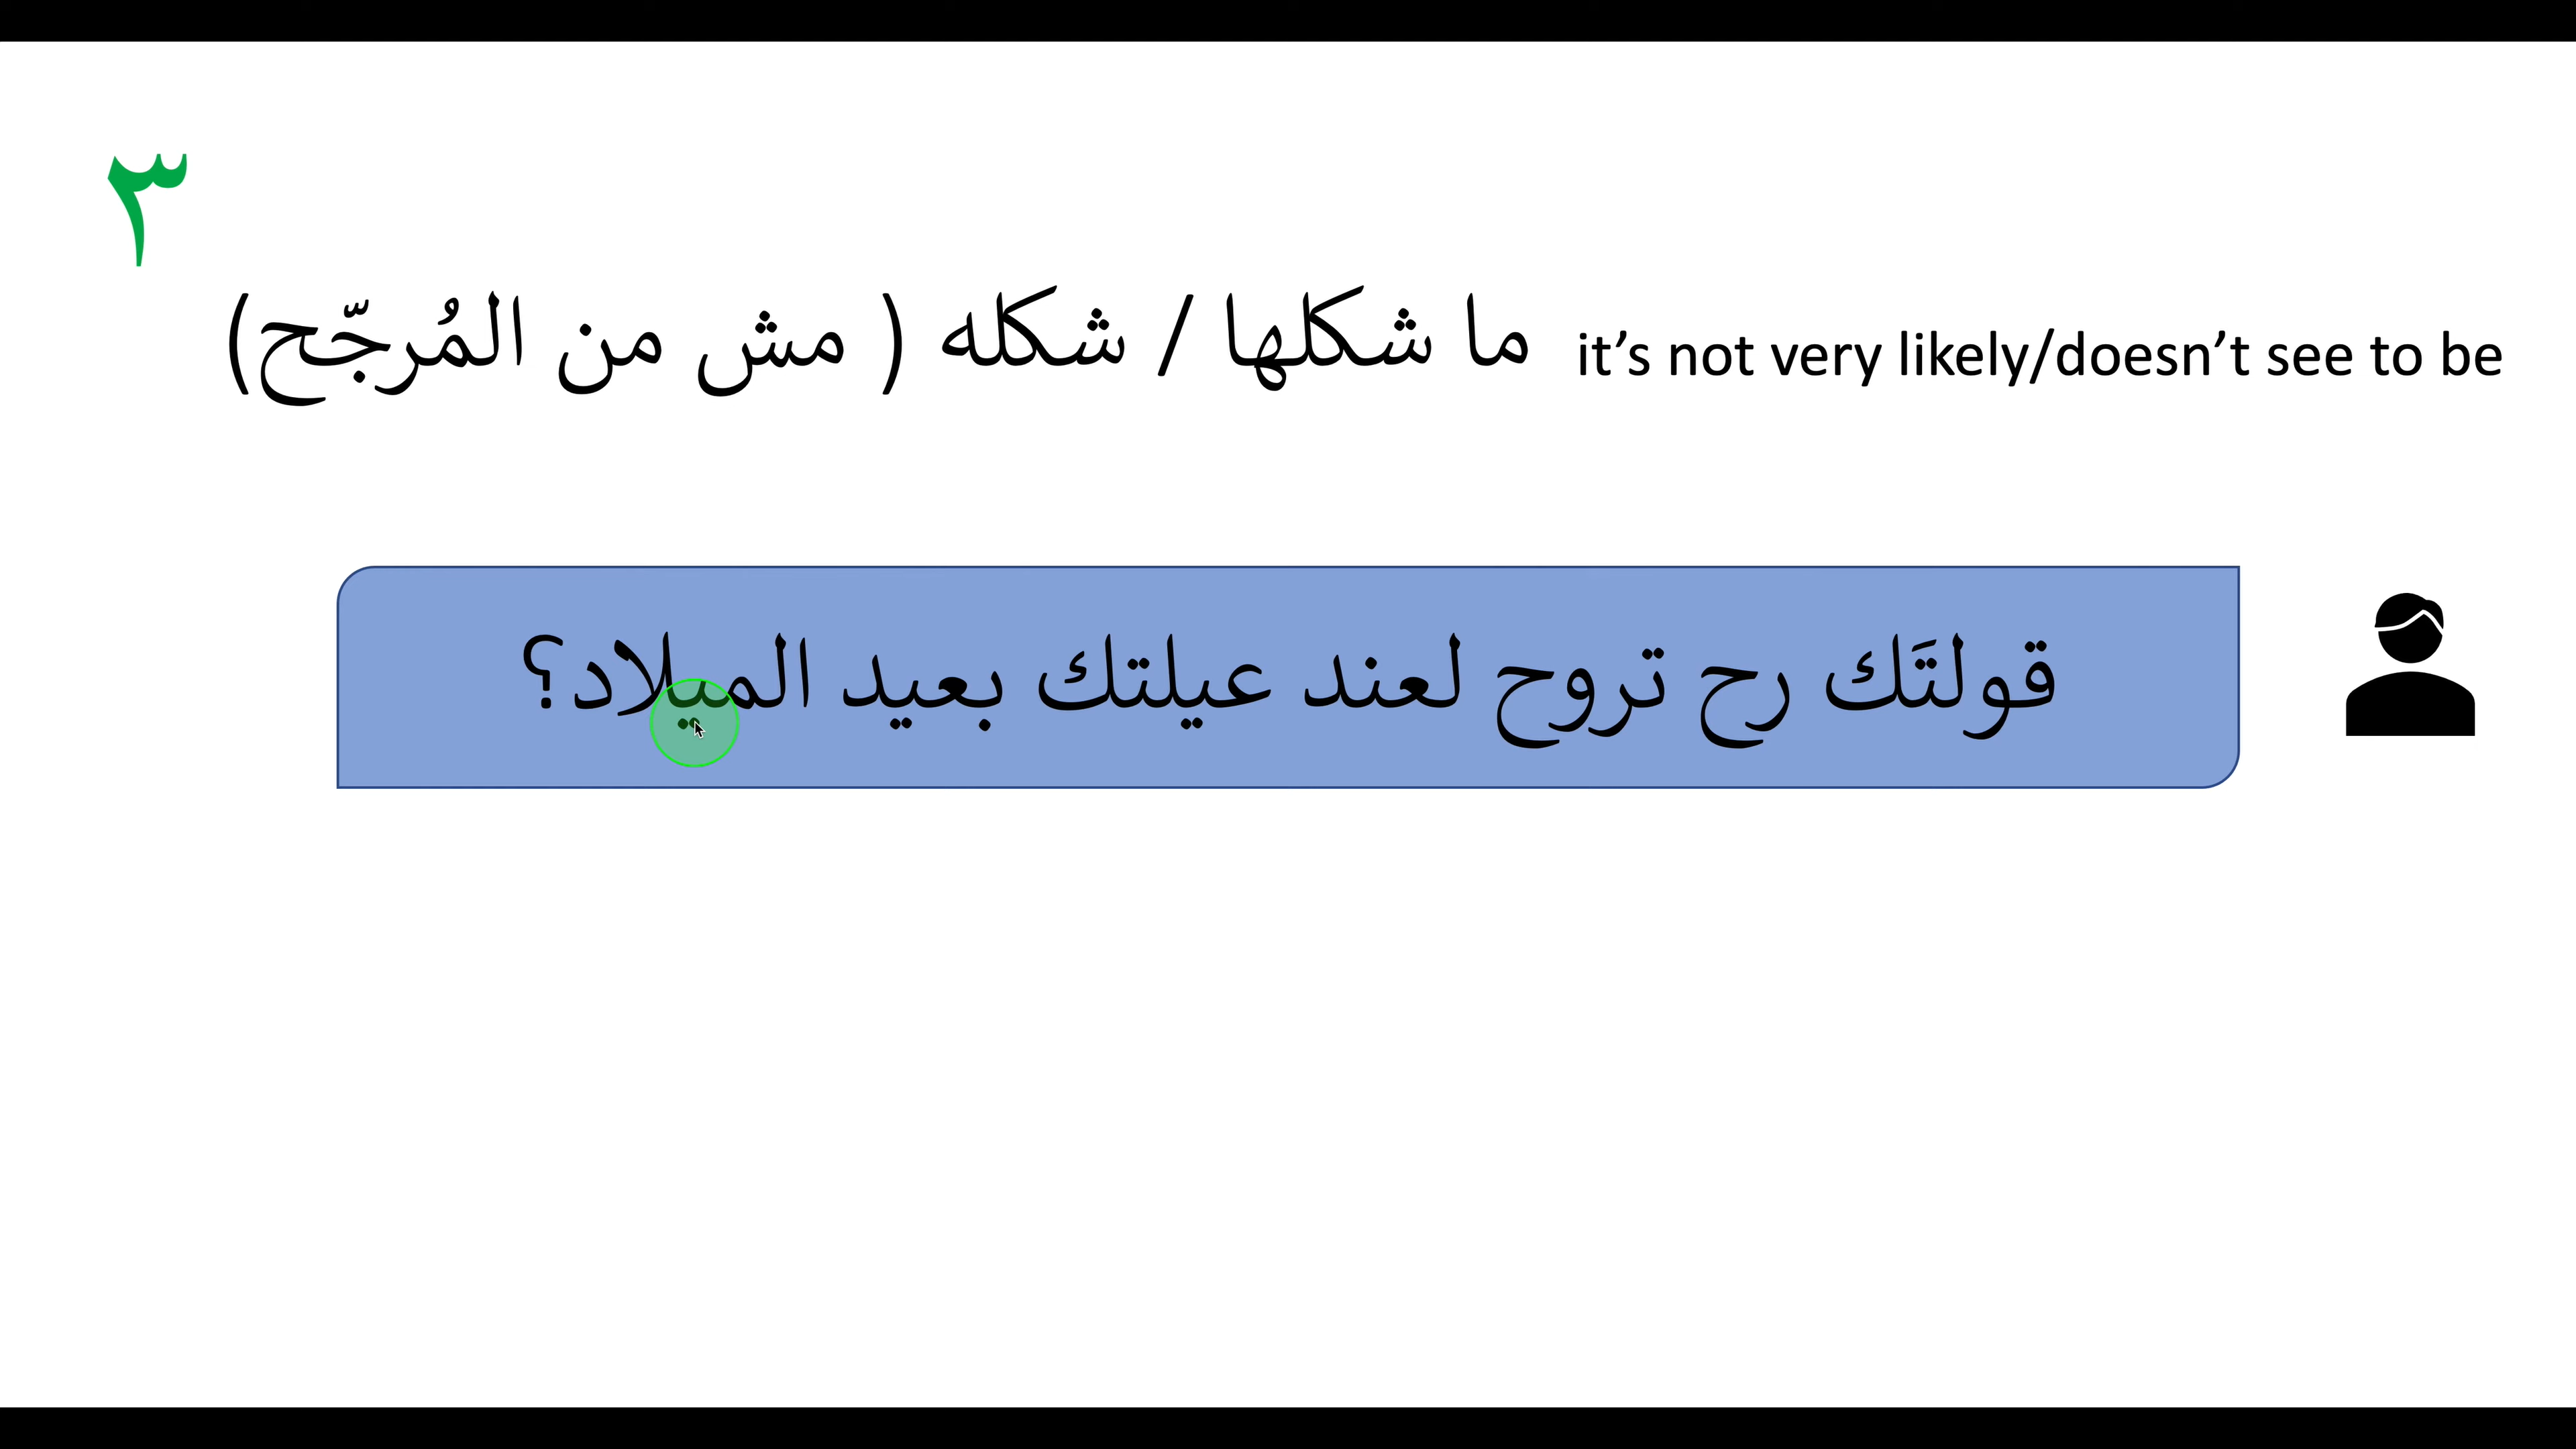 ٣
ما شكلها / شكله ( مش من المُرجّح) it’s not very likely/doesn’t see to be
قولتَك رح تروح لعند عيلتك بعيد الميلاد؟